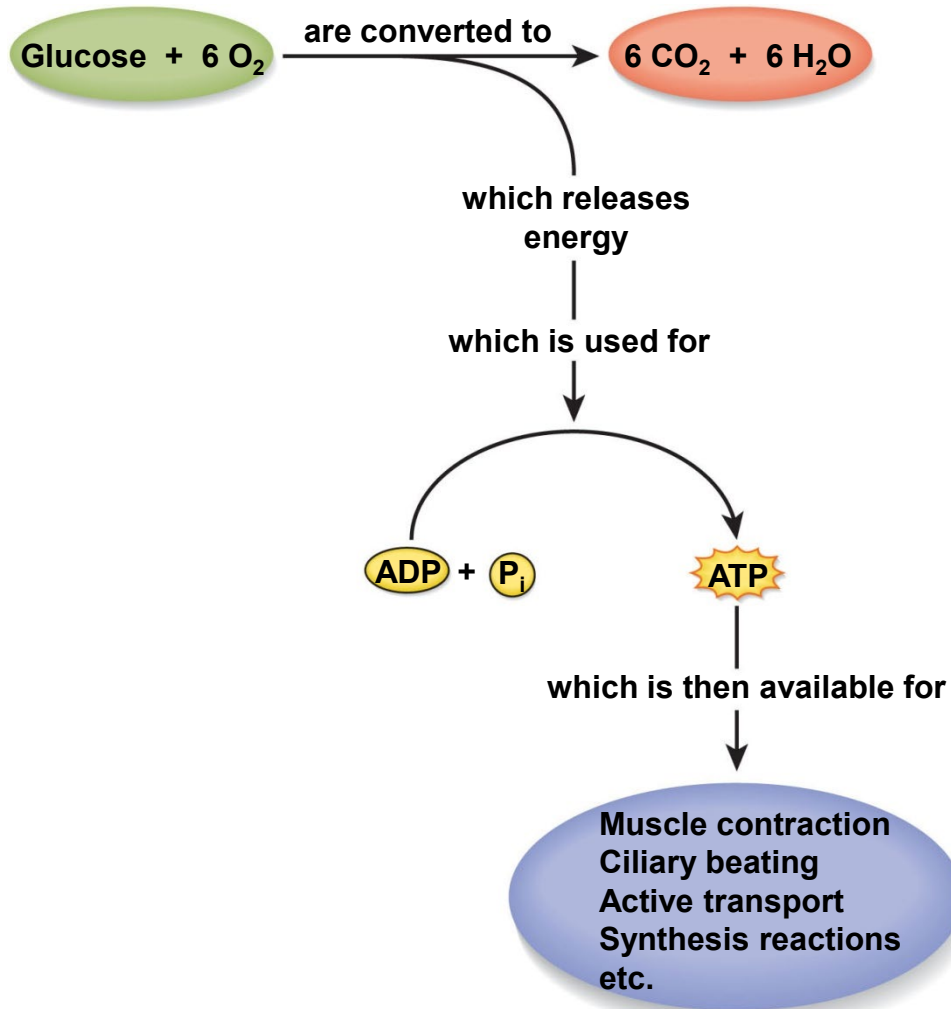 are converted to
Glucose + 6 O₂
6 CO₂ + 6 H₂O
which releases
energy
which is used for
ADP + Pᵢ
ATP
which is then available for
Muscle contraction
Ciliary beating
Active transport
Synthesis reactions
etc.